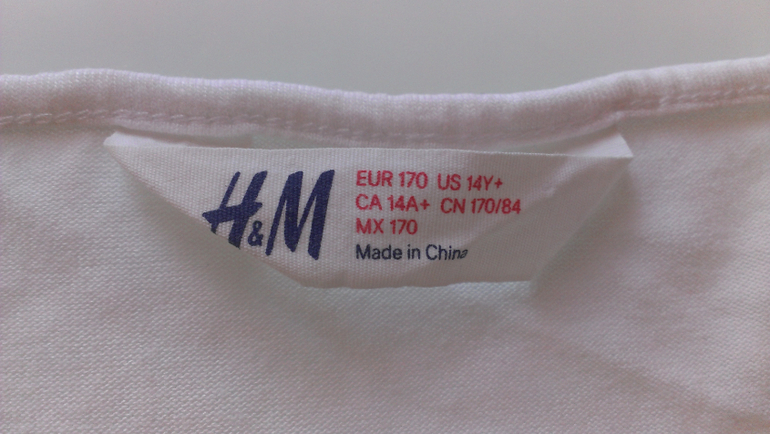 H&M
EUR 170 US 14Y+
CA 14A+ CN 170/84
MX 170
Made in China